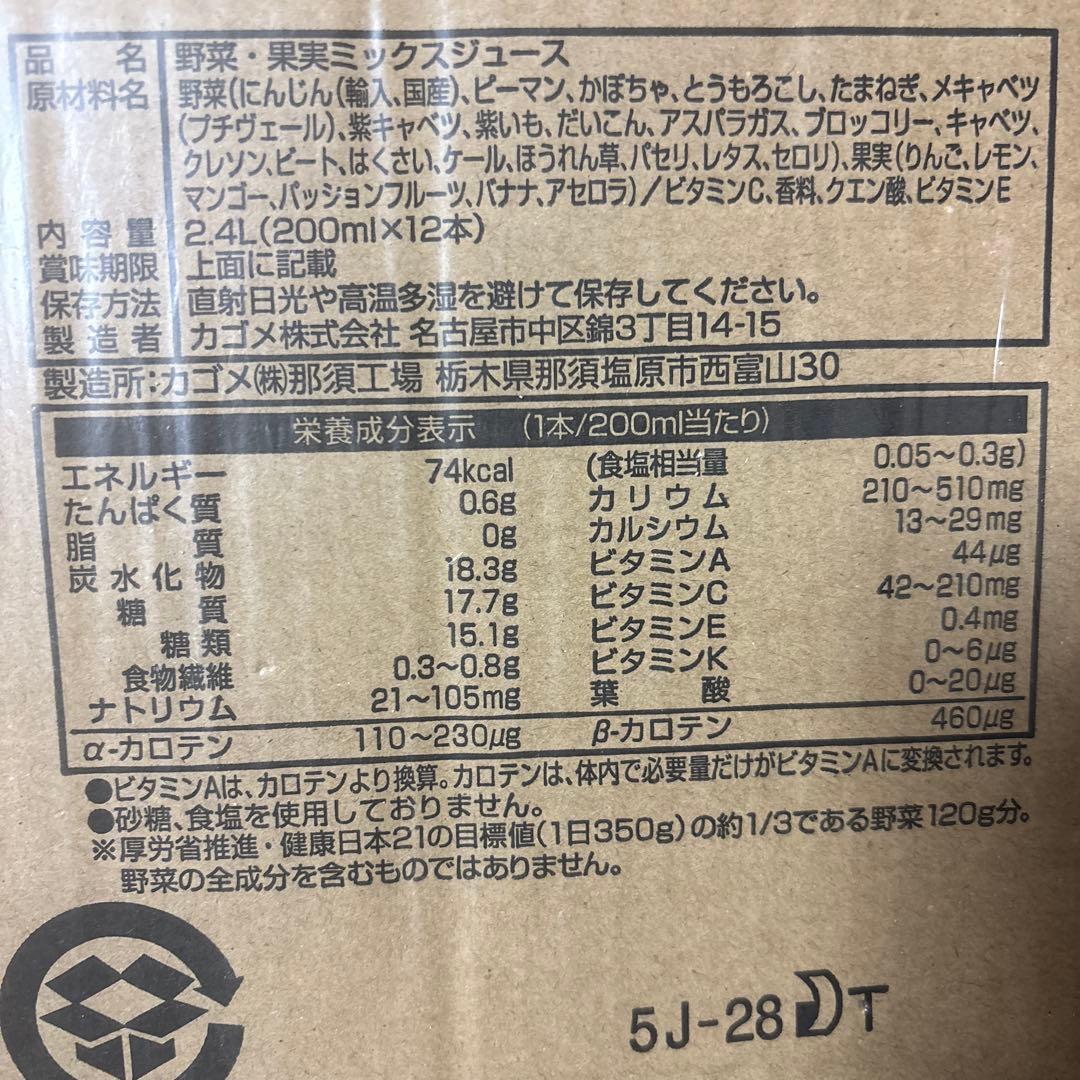 品名 野菜・果実ミックスジュース
原材料名 野菜(にんじん(輸入、国産)、ピーマン、かぼちゃ、とうもろこし、たまねぎ、メキャベツ
(プチヴェール)、紫キャベツ、紫いも、だいこん、アスパラガス、ブロッコリー、キャベツ、
クレソン、ビート、はくさい、ケール、ほうれん草、パセリ、レタス、セロリ)、果実(りんご、レモン、
マンゴー、パッションフルーツ、バナナ、アセロラ)/ビタミンC、香料、クエン酸、ビタミンE
内容量 2.4L(200ml×12本)
賞味期限 上面に記載
保存方法 直射日光や高温多湿を避けて保存してください。
製造者 カゴメ株式会社 名古屋市中区錦3丁目14-15
製造所:カゴメ(株)那須工場 栃木県那須塩原市西富山30
栄養成分表示 (1本/200ml当たり)
エネルギー 74kcal (食塩相当量 0.05~0.3g)
たんぱく質 0.6g カリウム 210~510mg
脂質 0g カルシウム 13~29mg
炭水化物 18.3g ビタミンA 44μg
糖質 17.7g ビタミンC 42~210mg
糖類 15.1g ビタミンE 0.4mg
食物繊維 0.3~0.8g ビタミンK 0~6μg
ナトリウム 21~105mg 葉酸 0~20μg
α-カロテン 110~230μg β-カロテン 460μg
●ビタミンAは、カロテンより換算。カロテンは、体内で必要量だけがビタミンAに変換されます。
●砂糖、食塩を使用しておりません。
※厚労省推進・健康日本21の目標値(1日350g)の約1/3である野菜120g分。
野菜の全成分を含むものではありません。
5J-28 DT